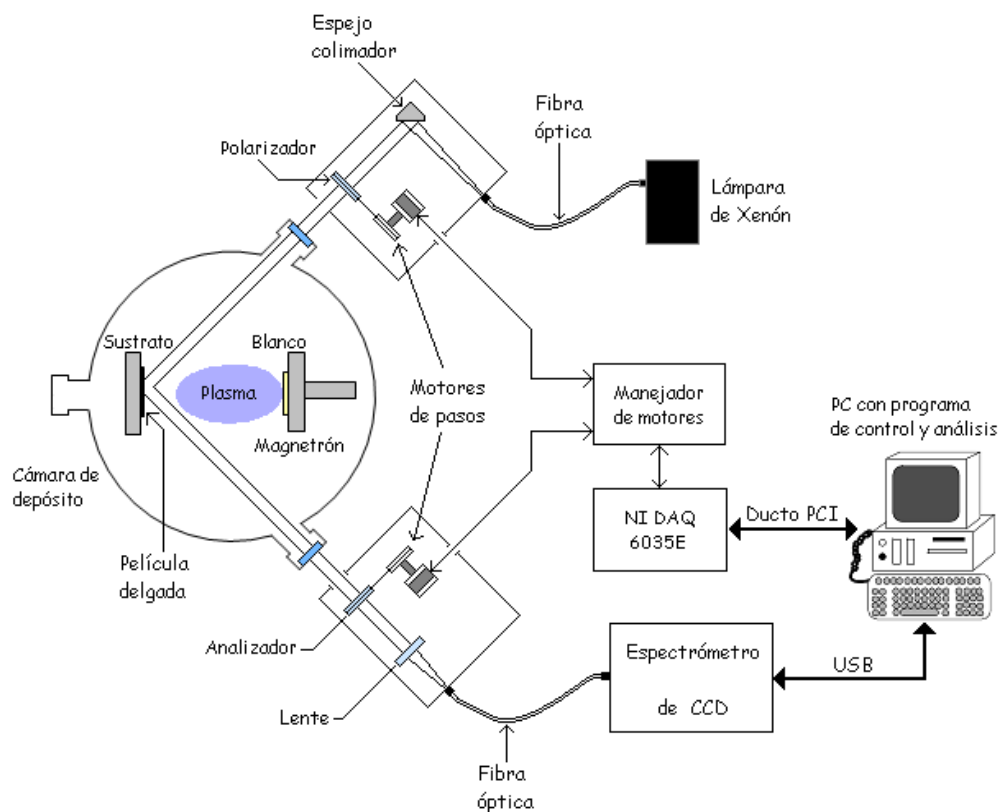 Espejo
colimador
Fibra
óptica
Polarizador
Lámpara
de Xenón
Sustrato
Blanco
Plasma
Magnetrón
Motores
de pasos
Manejador
de motores
PC con programa
de control y análisis
Cámara de
depósito
NI DAQ
6035E
Ducto PCI
Película
delgada
Analizador
Espectrómetro
de CCD
USB
Lente
Fibra
óptica